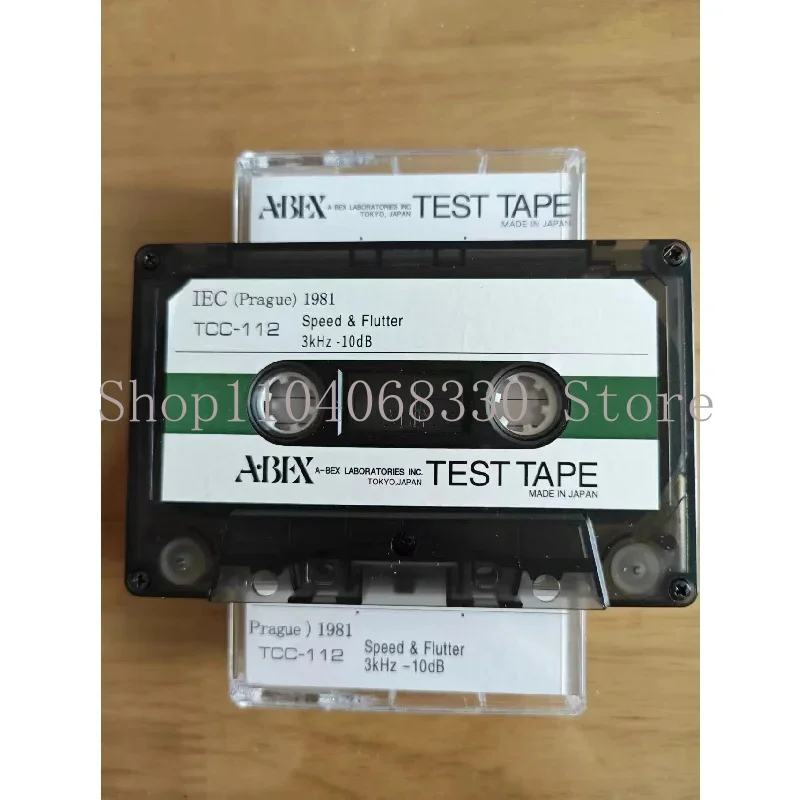 A·BEX A-BEX LABORATORIES INC. TEST TAPE
TOKYO, JAPAN
MADE IN JAPAN
IEC (Prague) 1981
TCC-112 Speed & Flutter
3kHz -10dB
Shop1104068330 Store
A·BEX A-BEX LABORATORIES INC. TEST TAPE
TOKYO.JAPAN
MADE IN JAPAN
Prague ) 1981
TCC-112 Speed & Flutter
3kHz -10dB